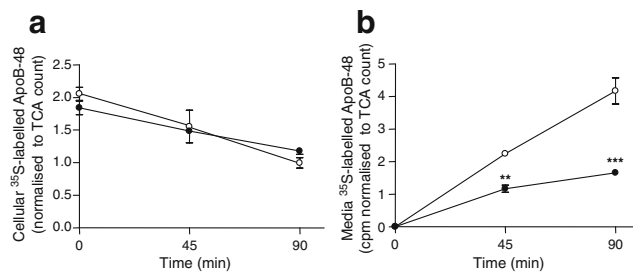 a
Cellular ³⁵S-labelled ApoB-48
(normalised to TCA count)
2.5
2.0
1.5
1.0
0.5
0.0
0 45 90
Time (min)
b
Media ³⁵S-labelled ApoB-48
(cpm normalised to TCA count)
5
4
3
2
1
0
**
***
0 45 90
Time (min)